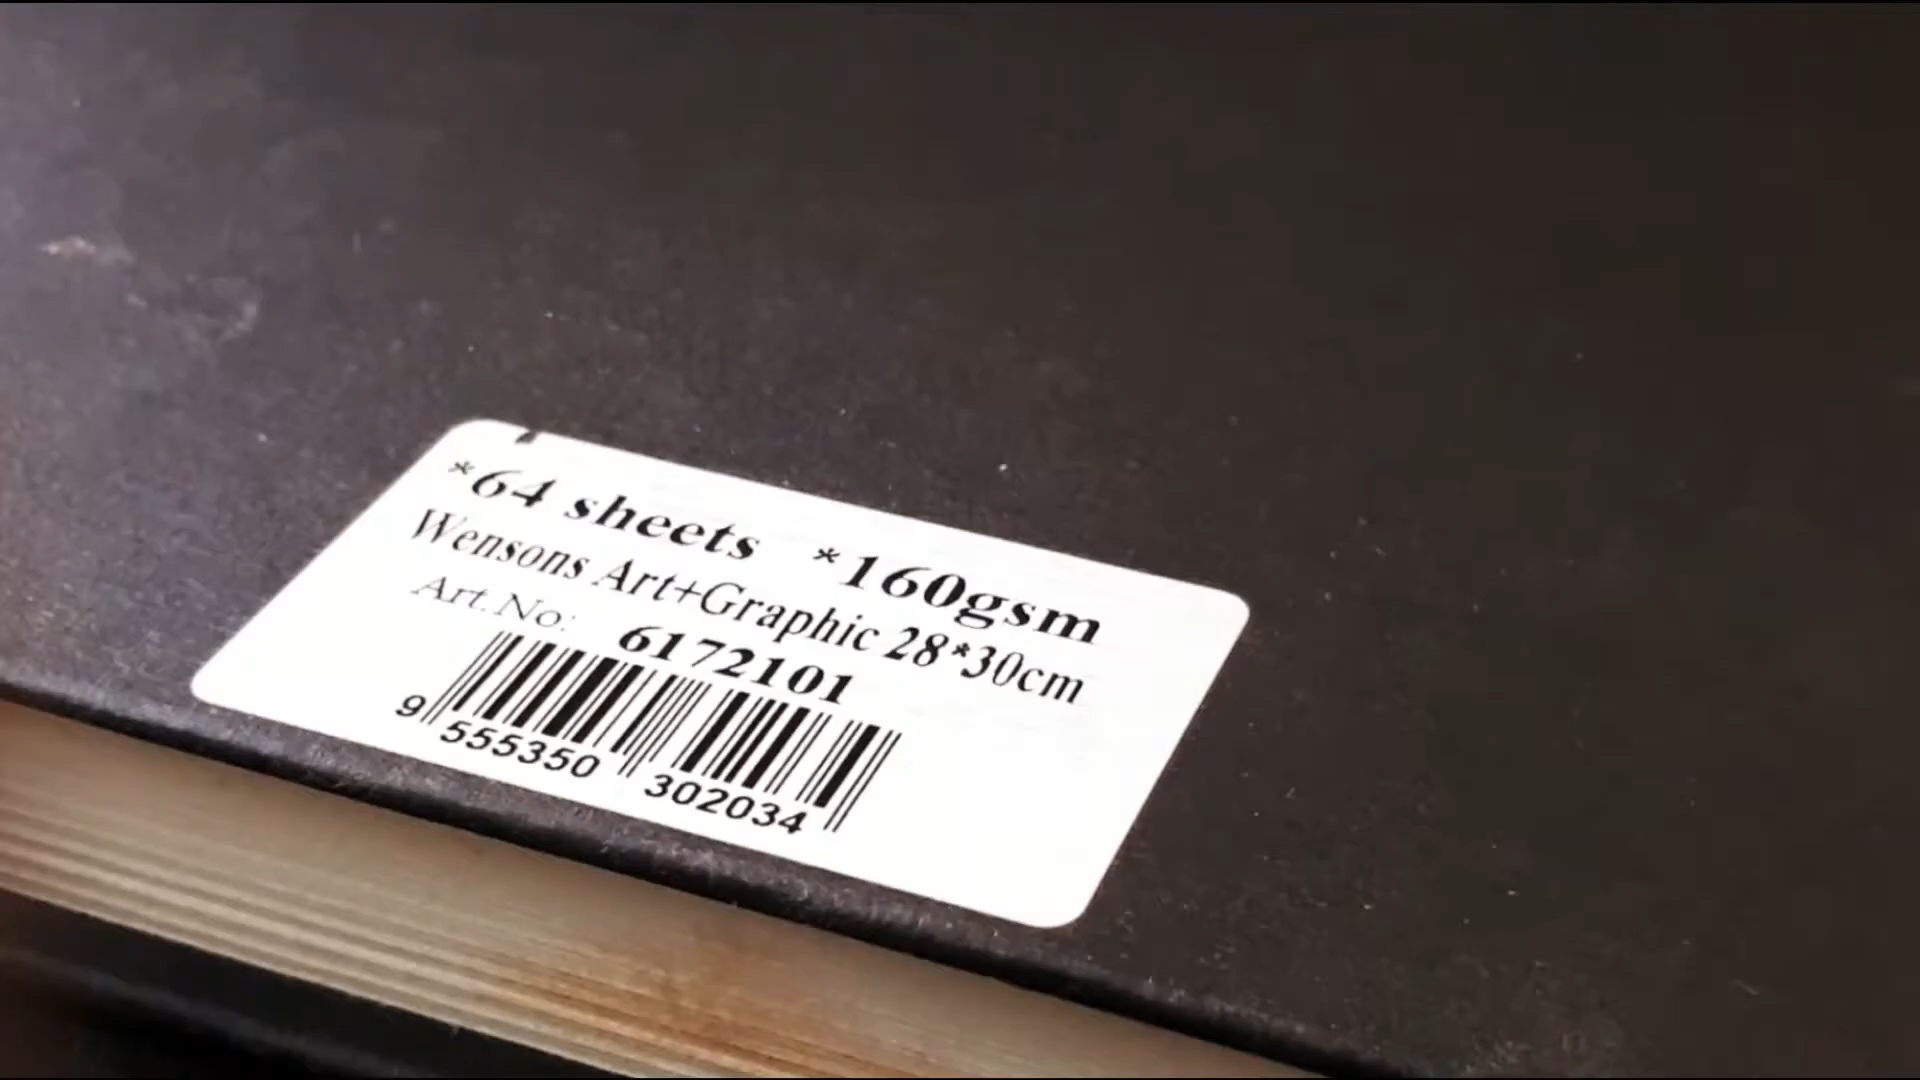 *64 sheets *160gsm
Wensons Art+Graphic 28*30cm
Art.No: 6172101
9 555350 302034